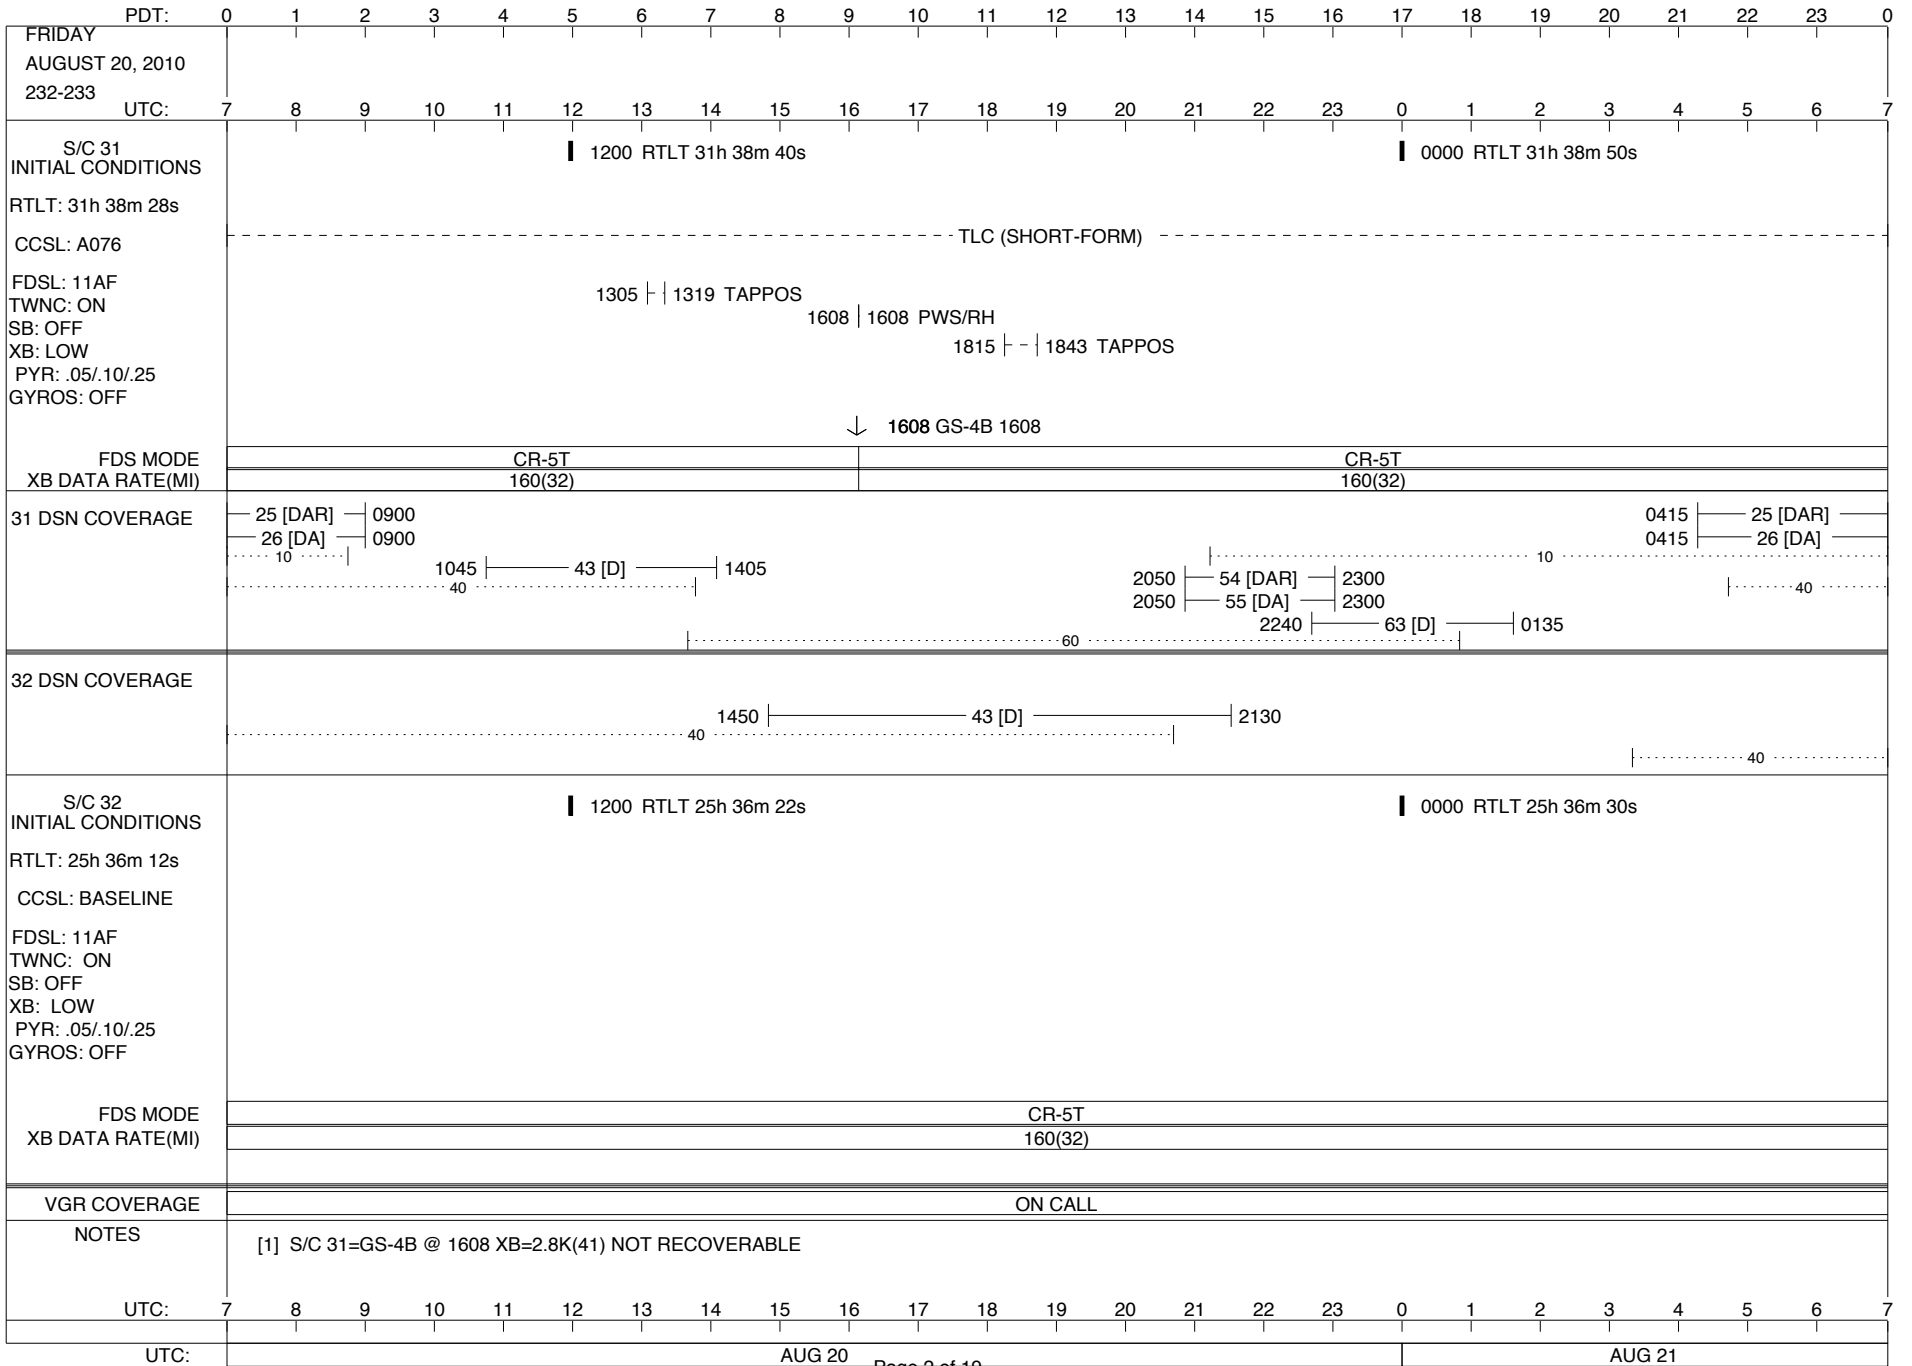 PDT: 0 1 2 3 4 5 6 7 8 9 10 11 12 13 14 15 16 17 18 19 20 21 22 23 0
FRIDAY
AUGUST 20, 2010
232-233
UTC: 7 8 9 10 11 12 13 14 15 16 17 18 19 20 21 22 23 0 1 2 3 4 5 6 7
S/C 31
INITIAL CONDITIONS
1200 RTLT 31h 38m 40s
0000 RTLT 31h 38m 50s
RTLT: 31h 38m 28s
CCSL: A076
TLC (SHORT-FORM)
FDSL: 11AF
1305 1319 TAPPOS
TWNC: ON
1608 1608 PWS/RH
SB: OFF
XB: LOW
1815 1843 TAPPOS
PYR: .05/.10/.25
GYROS: OFF
1608 GS-4B 1608
FDS MODE CR-5T CR-5T
XB DATA RATE(MI) 160(32) 160(32)
31 DSN COVERAGE
25 [DAR] 0900
0415 25 [DAR]
26 [DA] 0900
0415 26 [DA]
10
10
1045 43 [D] 1405
40
2050 54 [DAR] 2300
40
2050 55 [DA] 2300
2240 63 [D] 0135
60
32 DSN COVERAGE
1450 43 [D] 2130
40
40
S/C 32
INITIAL CONDITIONS
1200 RTLT 25h 36m 22s
0000 RTLT 25h 36m 30s
RTLT: 25h 36m 12s
CCSL: BASELINE
FDSL: 11AF
TWNC: ON
SB: OFF
XB: LOW
PYR: .05/.10/.25
GYROS: OFF
FDS MODE CR-5T
XB DATA RATE(MI) 160(32)
VGR COVERAGE ON CALL
NOTES
[1] S/C 31=GS-4B @ 1608 XB=2.8K(41) NOT RECOVERABLE
UTC: 7 8 9 10 11 12 13 14 15 16 17 18 19 20 21 22 23 0 1 2 3 4 5 6 7
UTC: AUG 20 AUG 21
Page 2 of 19